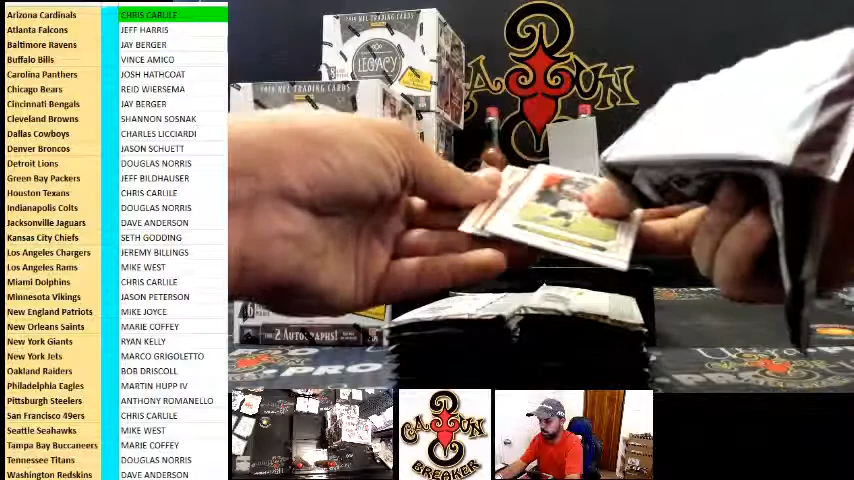 Arizona Cardinals CHRIS CARLILE
Atlanta Falcons JEFF HARRIS
Baltimore Ravens JAY BERGER
Buffalo Bills VINCE AMICO
Carolina Panthers JOSH HATHCOAT
Chicago Bears REID WIERSEMA
Cincinnati Bengals JAY BERGER
Cleveland Browns SHANNON SOSNAK
Dallas Cowboys CHARLES LICCIARDI
Denver Broncos JASON SCHUETT
Detroit Lions DOUGLAS NORRIS
Green Bay Packers JEFF BILDHAUSER
Houston Texans CHRIS CARLILE
Indianapolis Colts DOUGLAS NORRIS
Jacksonville Jaguars DAVE ANDERSON
Kansas City Chiefs SETH GODDING
Los Angeles Chargers JEREMY BILLINGS
Los Angeles Rams MIKE WEST
Miami Dolphins CHRIS CARLILE
Minnesota Vikings JASON PETERSON
New England Patriots MIKE JOYCE
New Orleans Saints MARIE COFFEY
New York Giants RYAN KELLY
New York Jets MARCO GRIGOLETTO
Oakland Raiders BOB DRISCOLL
Philadelphia Eagles MARTIN HUPP IV
Pittsburgh Steelers ANTHONY ROMANELLO
San Francisco 49ers CHRIS CARLILE
Seattle Seahawks MIKE WEST
Tampa Bay Buccaneers MARIE COFFEY
Tennessee Titans DOUGLAS NORRIS
Washington Redskins DAVE ANDERSON
NFL TRADING CARDS
LEGACY
NFL TRADING CARDS
2 AUTOGRAPHS!
CAJUN
BREAKER